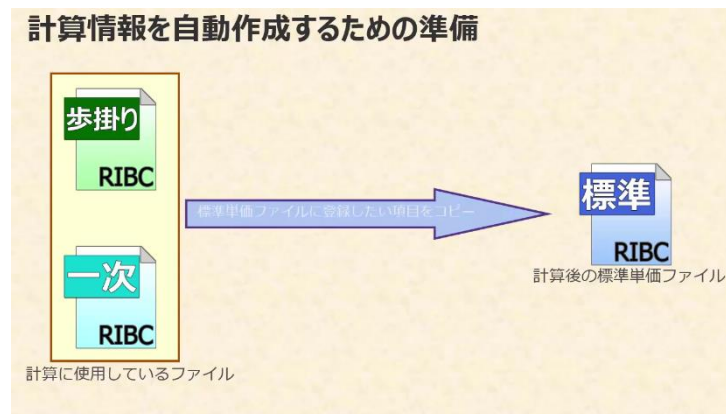 計算情報を自動作成するための準備
歩掛り
RIBC
標準単価ファイルに登録したい項目をコピー
標準
RIBC
計算後の標準単価ファイル
一次
RIBC
計算に使用しているファイル